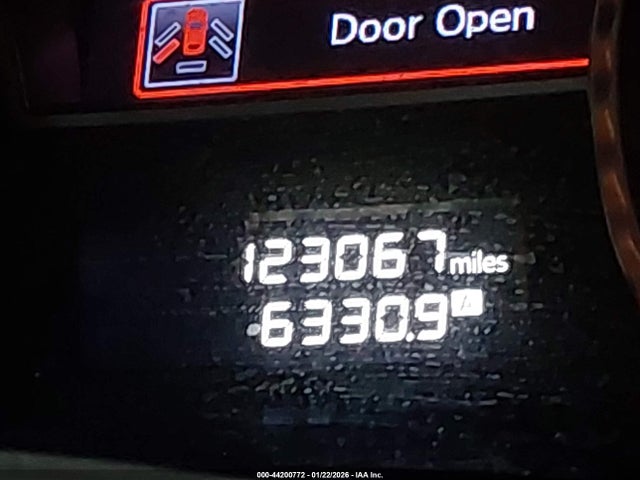 Door Open
123067 miles
6330.9 A
000-44200772 - 01/22/2026 - IAA Inc.